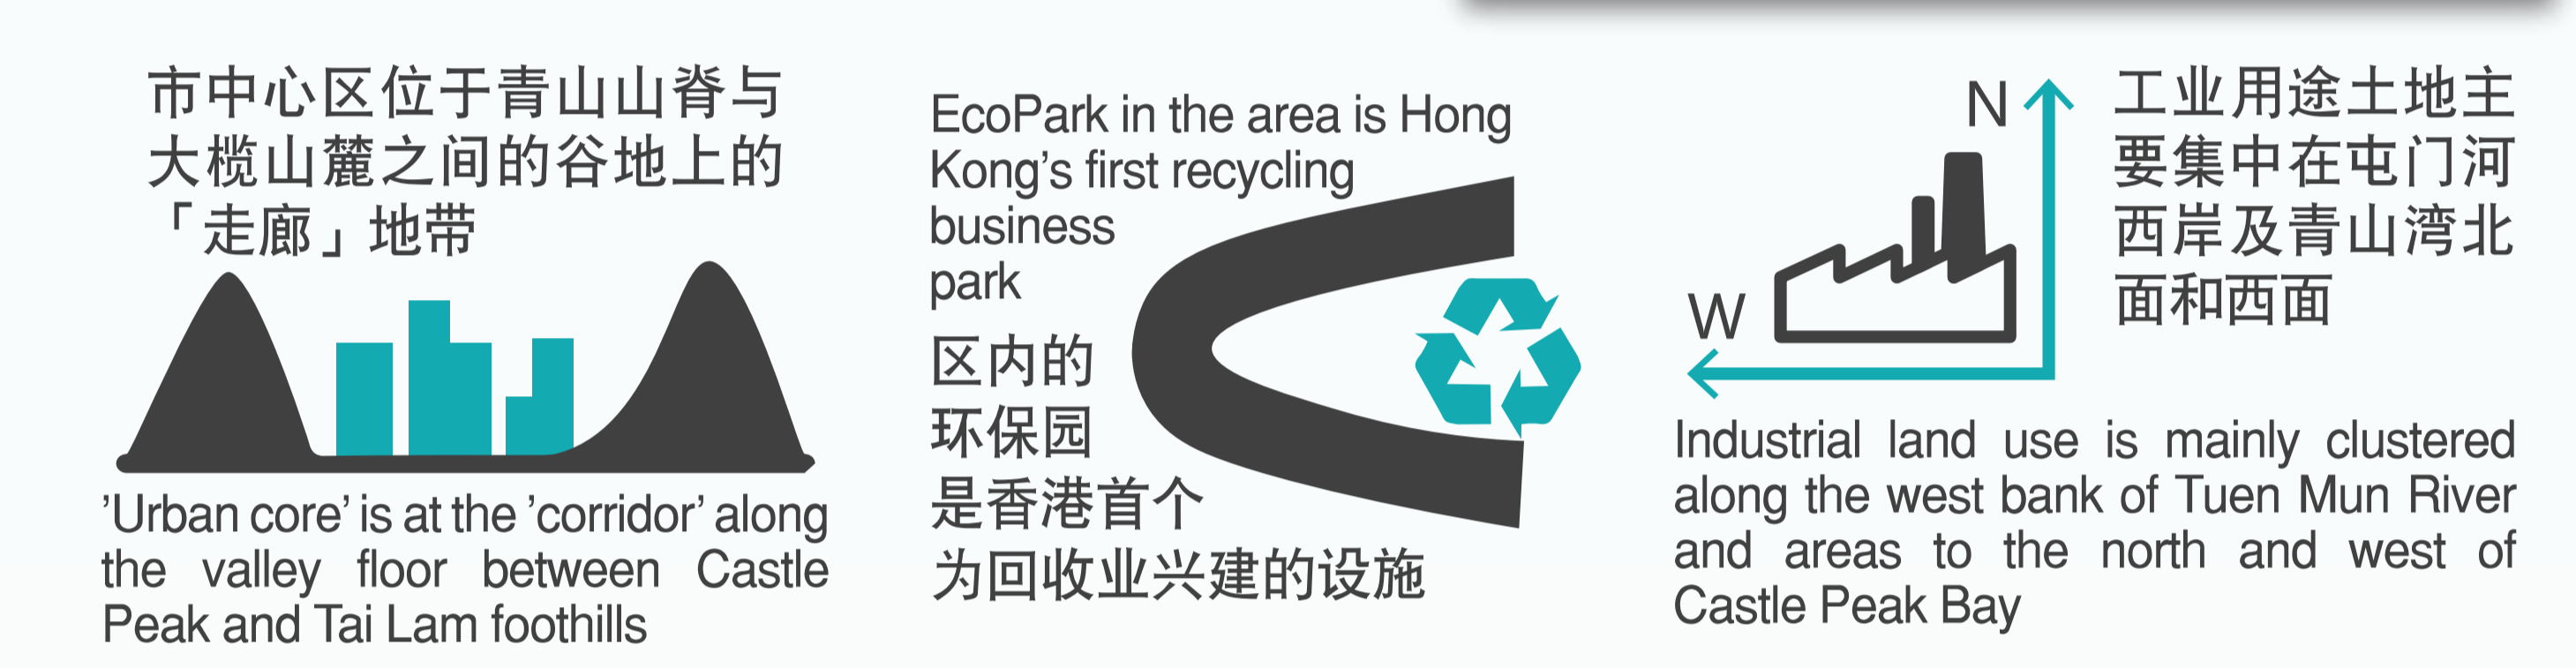 市中心区位于青山山脊与
大榄山麓之间的谷地上的
「走廊」地带
'Urban core' is at the 'corridor' along
the valley floor between Castle
Peak and Tai Lam foothills
EcoPark in the area is Hong
Kong's first recycling
business
park
区内的
环保园
是香港首个
为回收业兴建的设施
N
W
工业用途土地主
要集中在屯门河
西岸及青山湾北
面和西面
Industrial land use is mainly clustered
along the west bank of Tuen Mun River
and areas to the north and west of
Castle Peak Bay